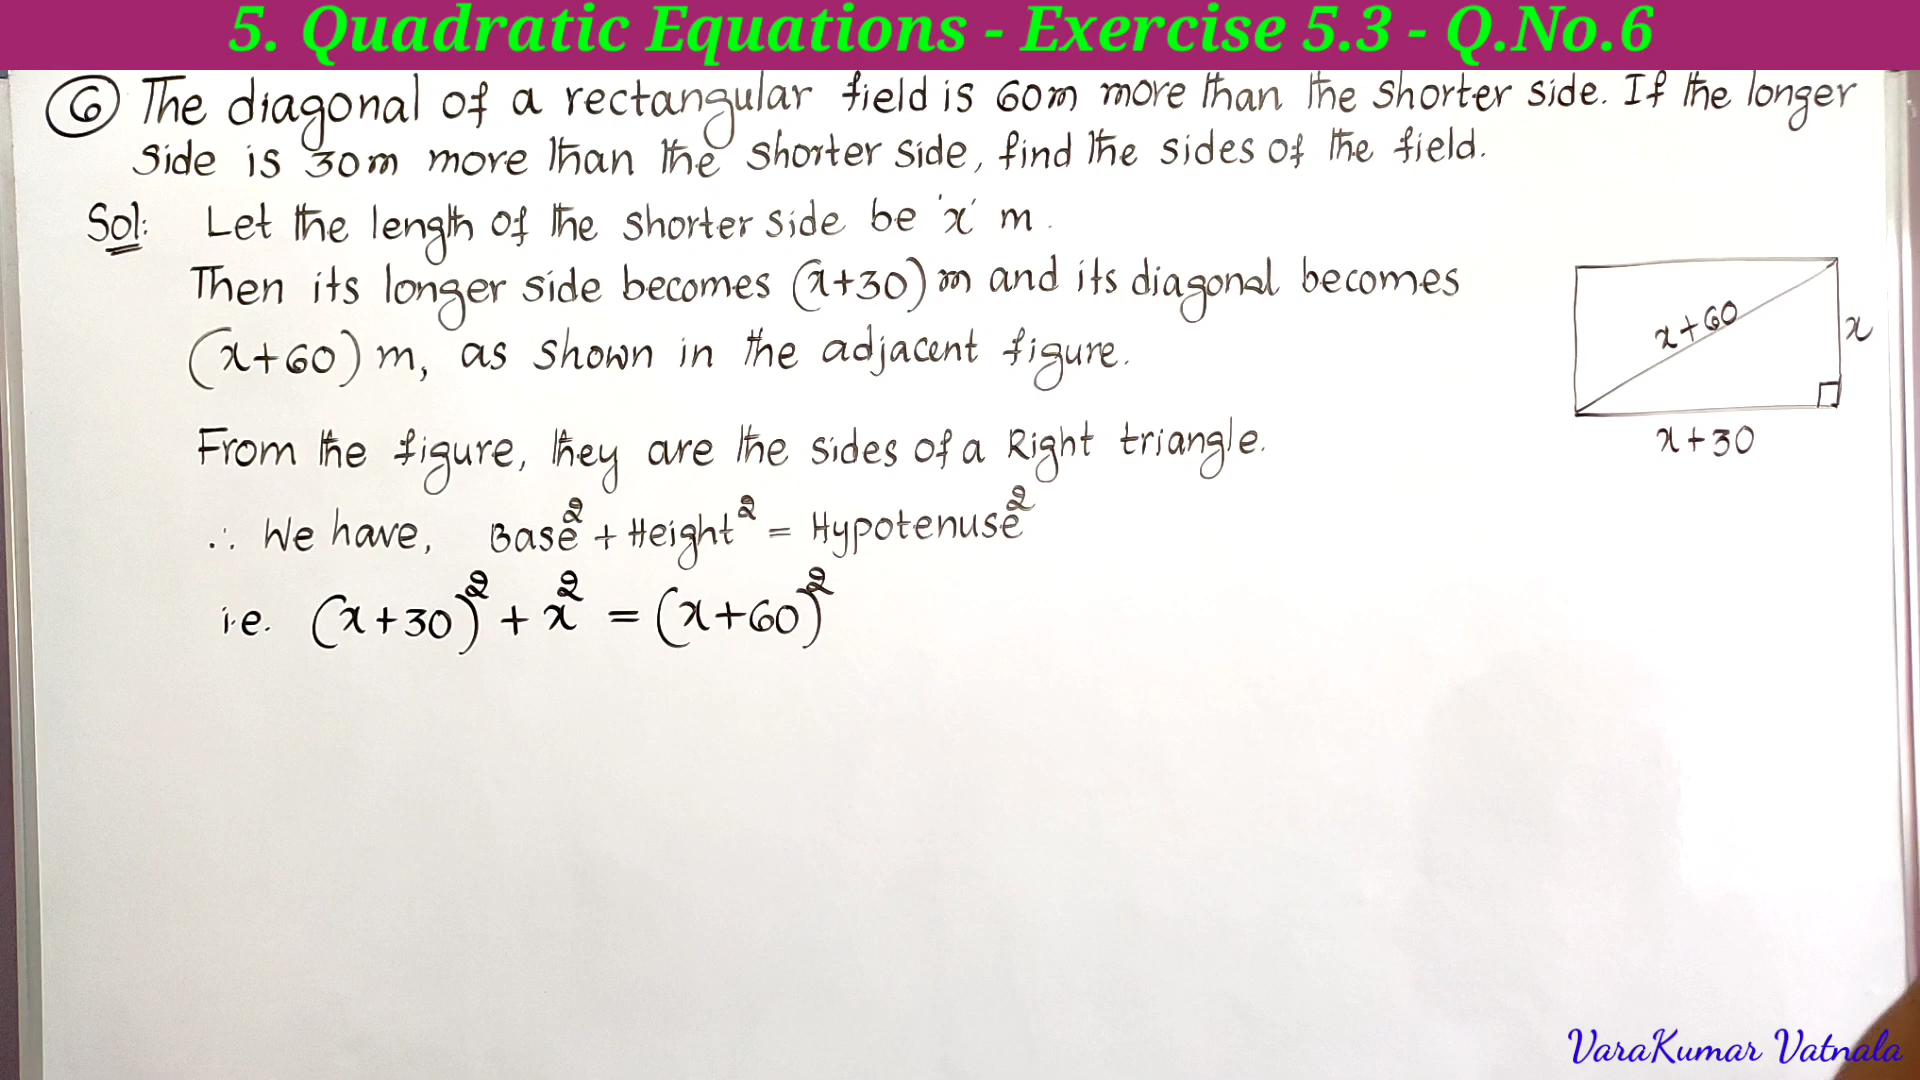 5. Quadratic Equations - Exercise 5.3 - Q.No.6
6 The diagonal of a rectangular field is 60m more than the shorter side. If the longer
side is 30m more than the shorter side, find the sides of the field.
Sol: Let the length of the shorter side be 'x' m.
Then its longer side becomes (x+30) m and its diagonal becomes
(x+60) m, as shown in the adjacent figure.
x+60
x
x+30
From the figure, they are the sides of a Right triangle.
∴ We have, Base² + Height² = Hypotenuse²
i.e. (x+30)² + x² = (x+60)²
VaraKumar Vatnala